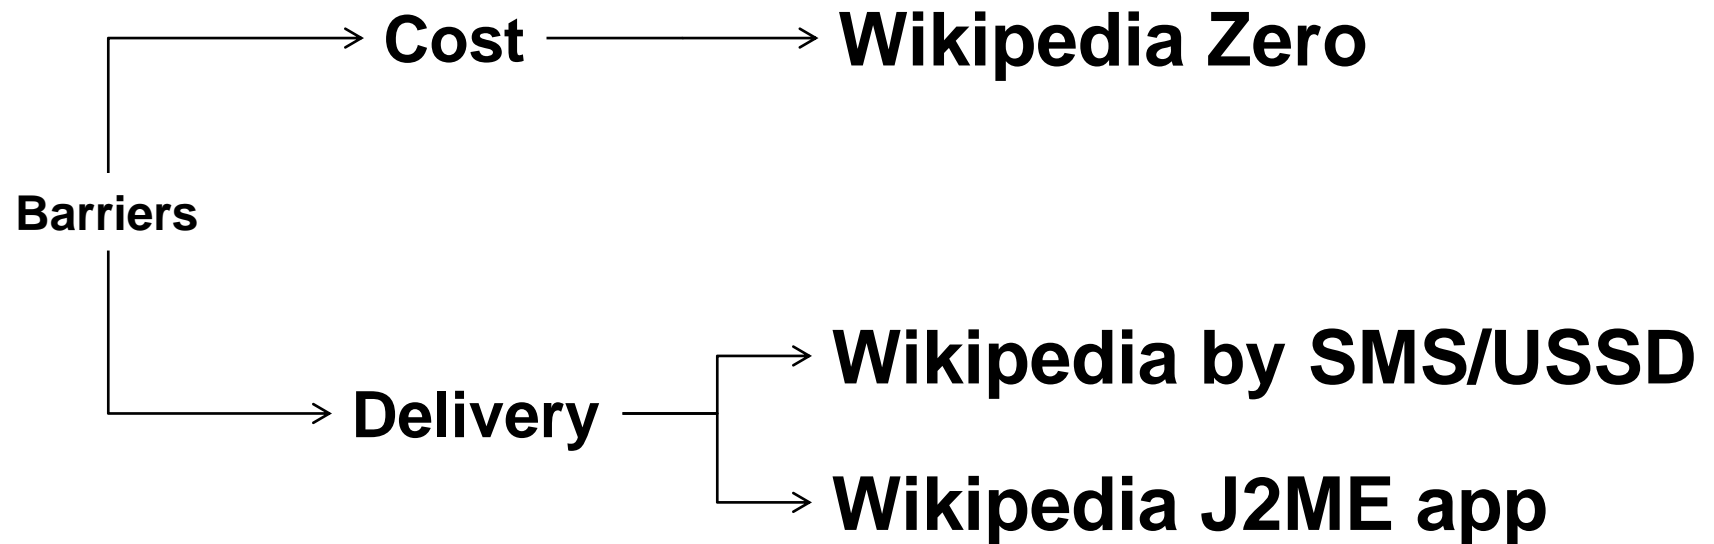 Cost
Wikipedia Zero
Barriers
Wikipedia by SMS/USSD
Delivery
Wikipedia J2ME app